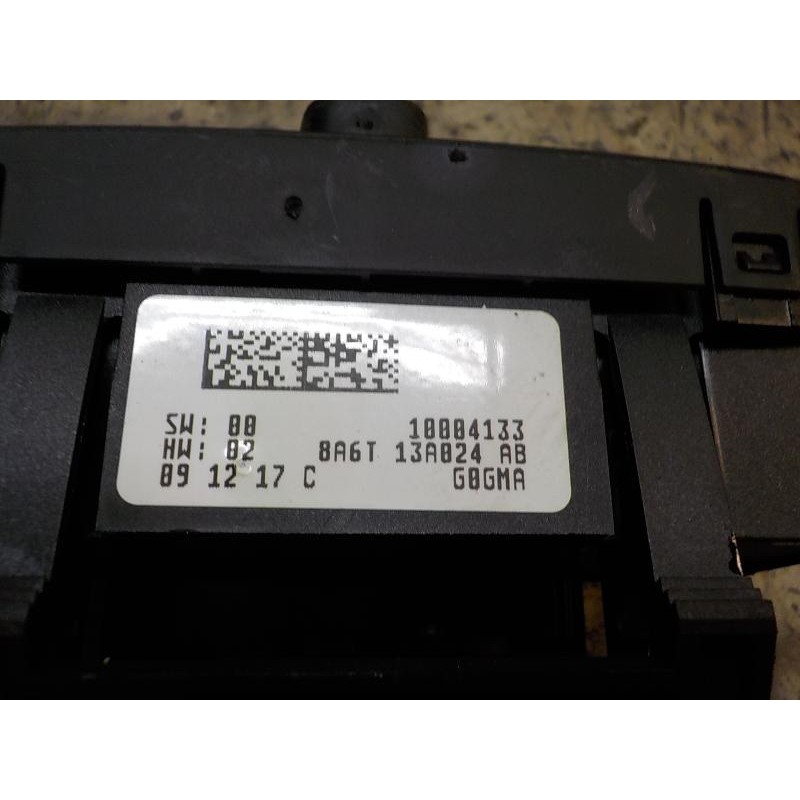 SW: 00 10004133
HW: 02 8A6T 13A024 AB
09 12 17 C G0GMA